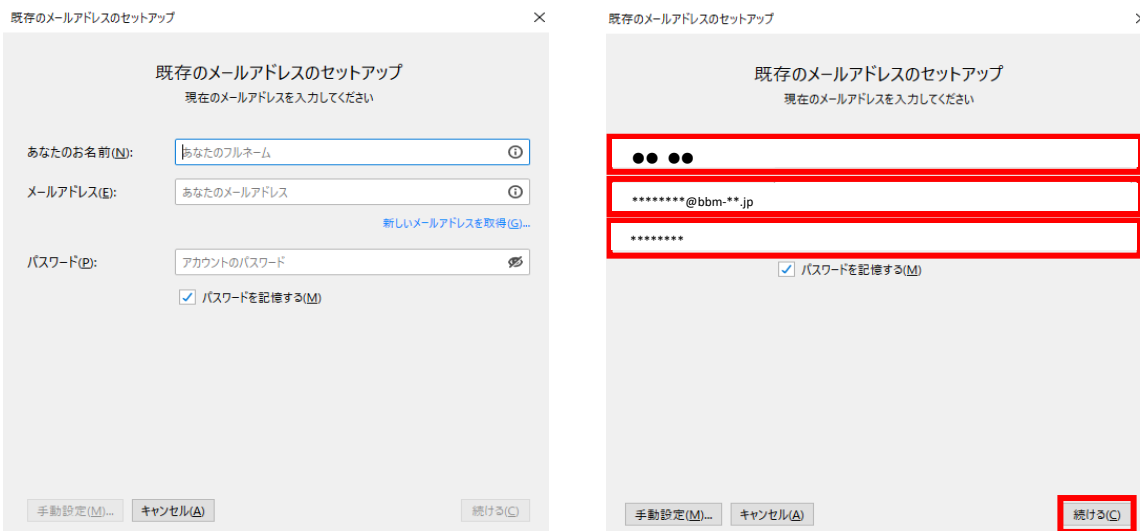 既存のメールアドレスのセットアップ
既存のメールアドレスのセットアップ
現在のメールアドレスを入力してください
あなたのお名前(N):
あなたのフルネーム
メールアドレス(E):
あなたのメールアドレス
新しいメールアドレスを取得(G)...
パスワード(P):
アカウントのパスワード
パスワードを記憶する(M)
手動設定(M)...
キャンセル(A)
続ける(C)
既存のメールアドレスのセットアップ
既存のメールアドレスのセットアップ
現在のメールアドレスを入力してください
●● ●●
********@bbm-**.jp
********
パスワードを記憶する(M)
手動設定(M)...
キャンセル(A)
続ける(C)